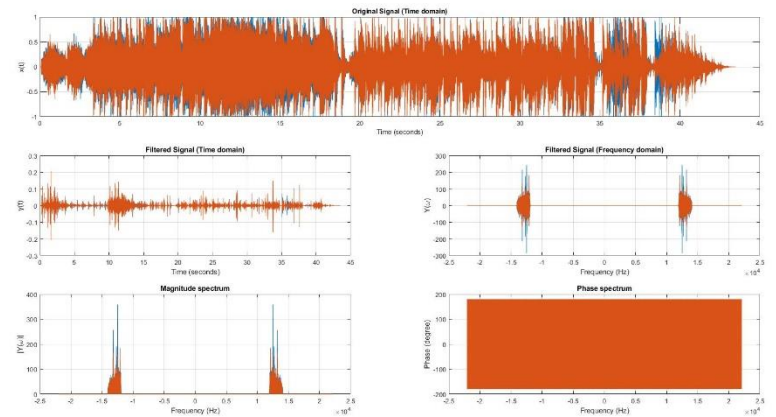 Original Signal (Time domain)
1
0.5
0
-0.5
-1
x(t)
0 5 10 15 20 25 30 35 40 45
Time (seconds)
Filtered Signal (Time domain)
0.3
0.2
0.1
0
-0.1
-0.2
-0.3
y(t)
0 5 10 15 20 25 30 35 40 45 50
Time (seconds)
Filtered Signal (Frequency domain)
300
200
100
0
-100
-200
-300
Y(ω)
-2.5 -2 -1.5 -1 -0.5 0 0.5 1 1.5 2 2.5
Frequency (Hz)
×10⁴
Magnitude spectrum
400
300
200
100
0
|Y(ω)|
-2.5 -2 -1.5 -1 -0.5 0 0.5 1 1.5 2 2.5
Frequency (Hz)
×10⁴
Phase spectrum
200
100
0
-100
-200
Phase (degree)
-2.5 -2 -1.5 -1 -0.5 0 0.5 1 1.5 2 2.5
Frequency (Hz)
×10⁴